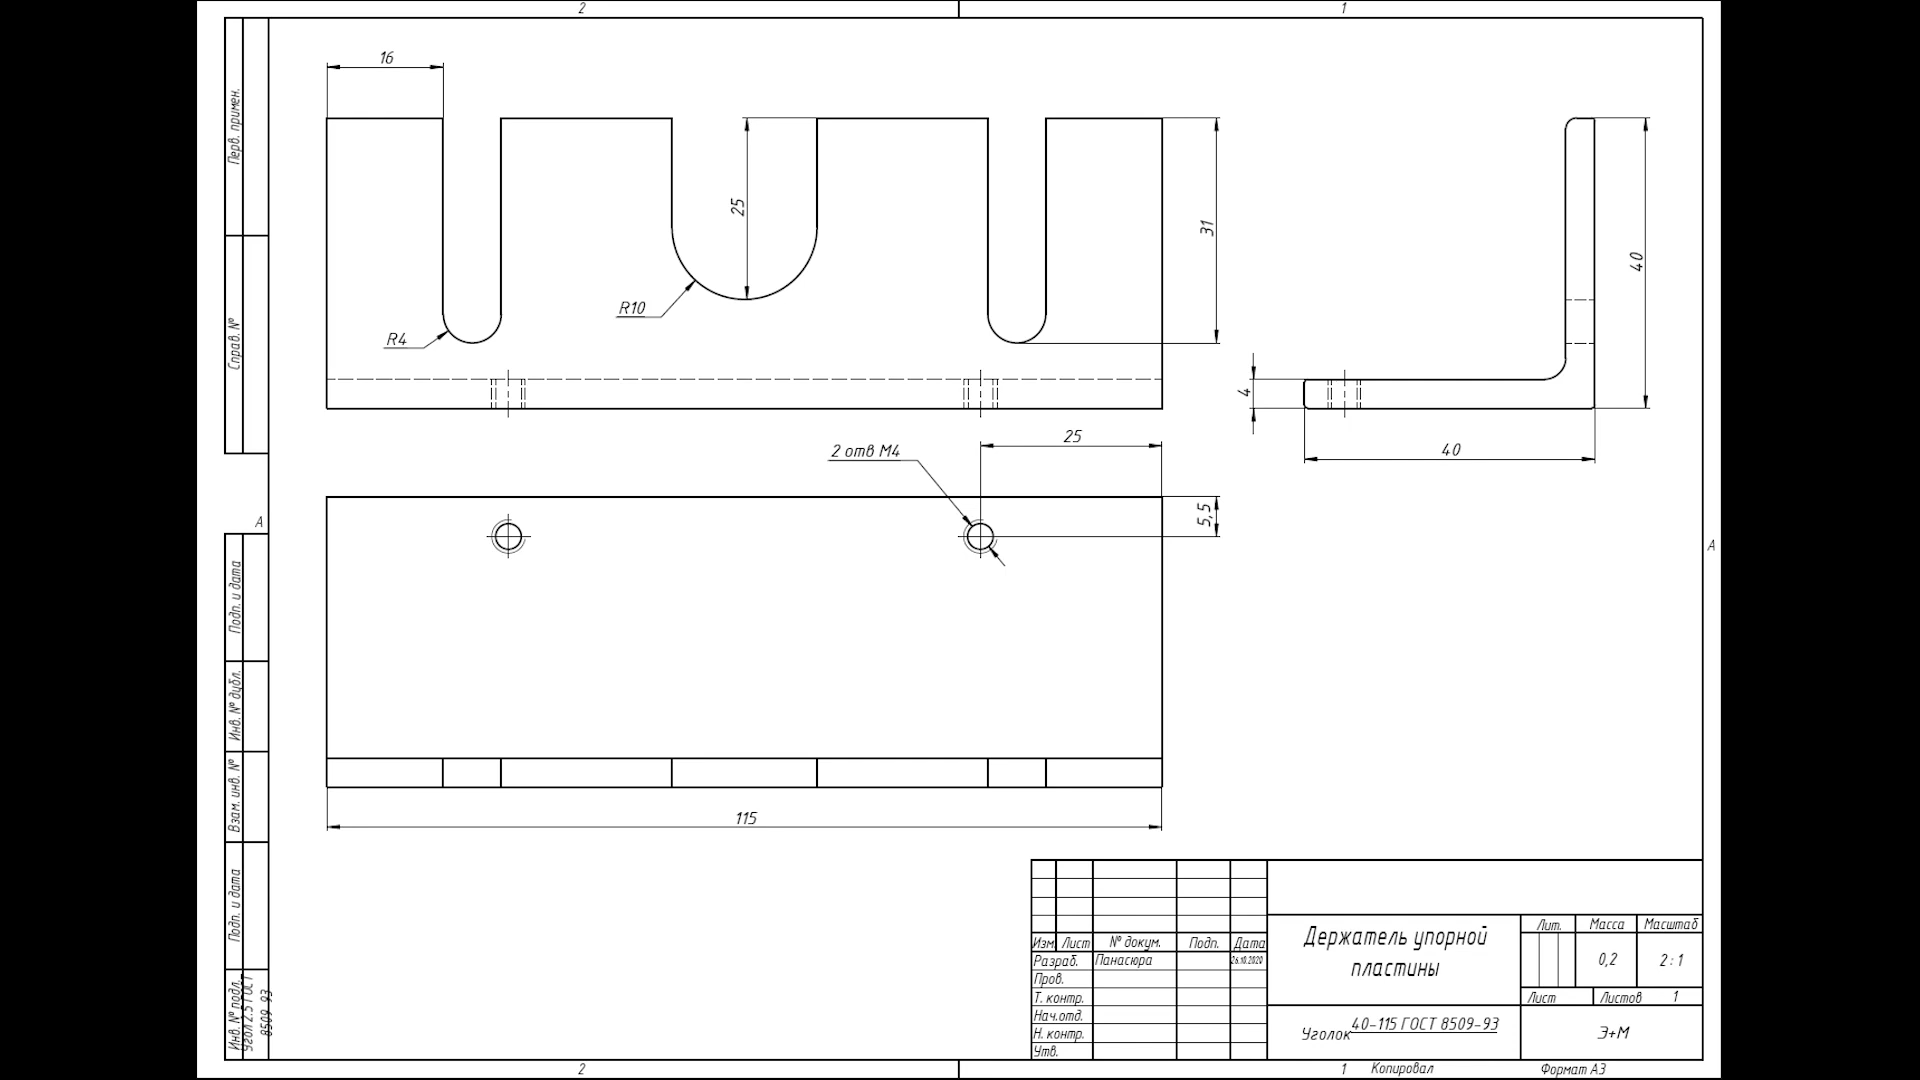 2
1
Перв. примен.
16
25
R10
R4
31
40
4
40
Справ. №
25
2 отв М4
5,5
А
А
Подп. и дата
Инв. № дубл.
Взам. инв. №
115
Подп. и дата
Инв. № подл.
Угол 2.5 ГОСТ
8509-93
Держатель упорной
пластины
Лит.
Масса
Масштаб
0,2
2:1
Изм.
Лист
№ докум.
Подп.
Дата
Разраб.
Панасюра
26.10.2020
Пров.
Т. контр.
Нач.отд.
Н. контр.
Утв.
Лист
Листов 1
Уголок 40-115 ГОСТ 8509-93
Э+М
2
1
Копировал
Формат А3